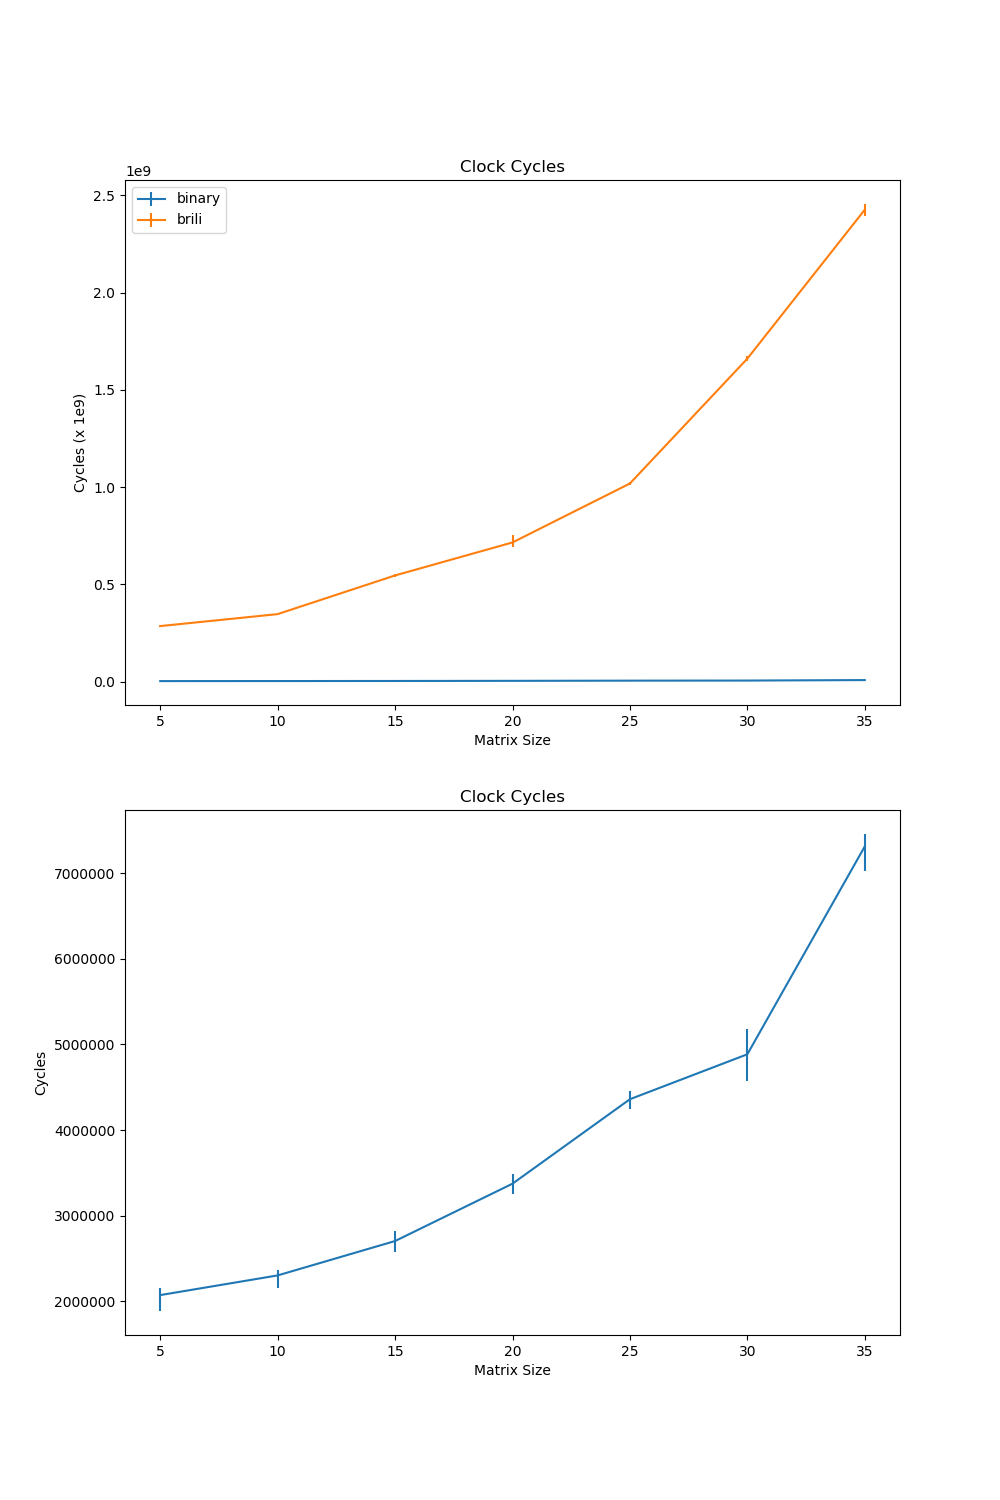 Clock Cycles
1e9
binary
brili
2.5
2.0
1.5
1.0
0.5
0.0
Cycles (x 1e9)
5 10 15 20 25 30 35
Matrix Size
Clock Cycles
7000000
6000000
5000000
4000000
3000000
2000000
Cycles
5 10 15 20 25 30 35
Matrix Size